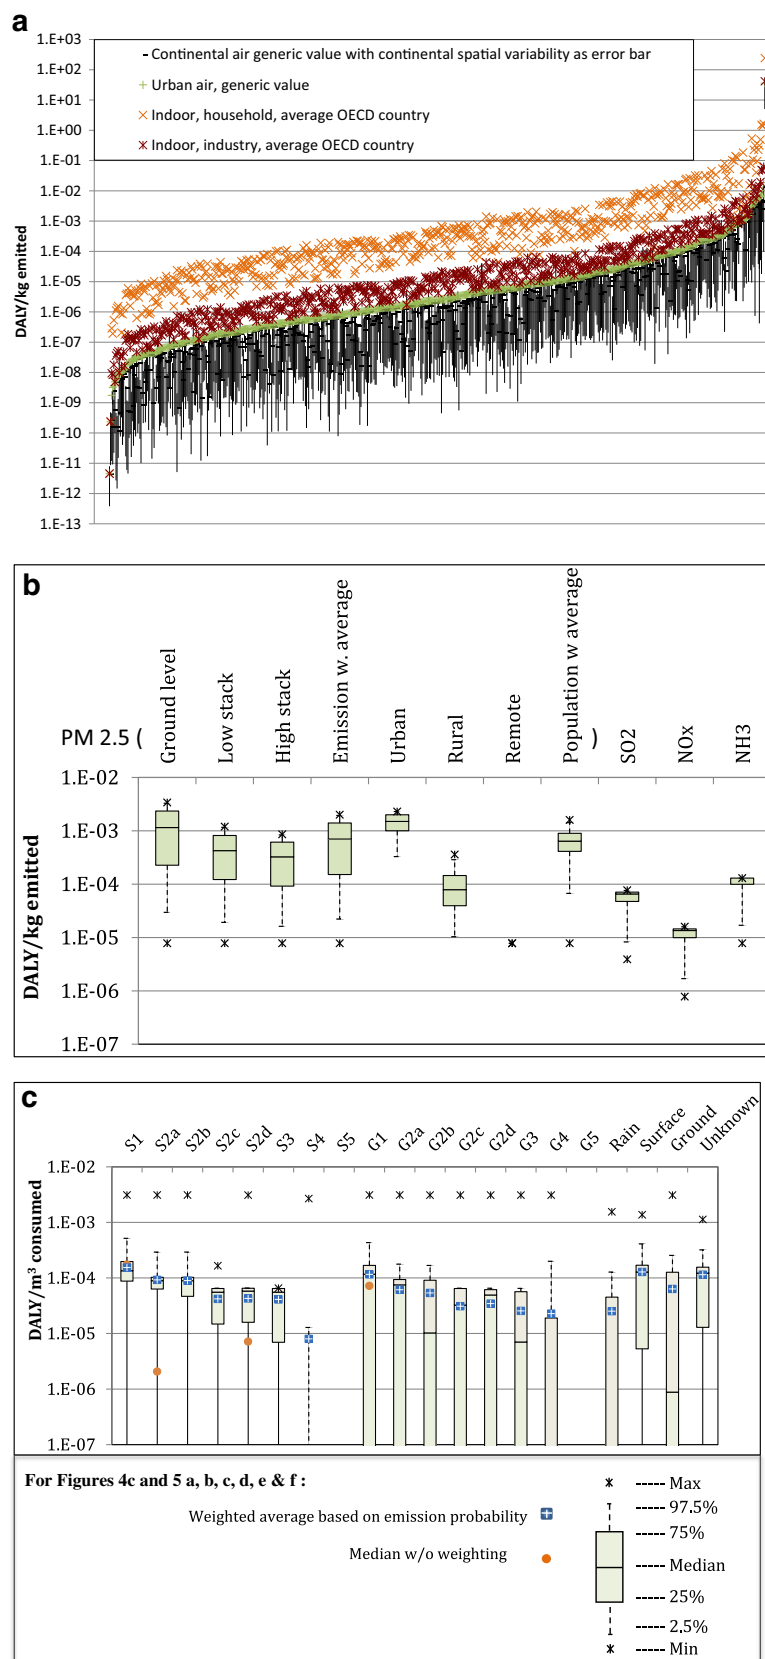 a
1.E+03
1.E+02
1.E+01
1.E+00
1.E-01
1.E-02
1.E-03
1.E-04
1.E-05
1.E-06
1.E-07
1.E-08
1.E-09
1.E-10
1.E-11
1.E-12
1.E-13
DALY/kg emitted
Continental air generic value with continental spatial variability as error bar
Urban air, generic value
Indoor, household, average OECD country
Indoor, industry, average OECD country
b
PM 2.5 (
Ground level
Low stack
High stack
Emission w. average
Urban
Rural
Remote
Population w average
)
SO2
NOx
NH3
1.E-02
1.E-03
1.E-04
1.E-05
1.E-06
1.E-07
DALY/kg emitted
c
S1
S2a
S2b
S2c
S2d
S3
S4
S5
G1
G2a
G2b
G2c
G2d
G3
G4
G5
Rain
Surface
Ground
Unknown
1.E-02
1.E-03
1.E-04
1.E-05
1.E-06
1.E-07
DALY/m³ consumed
For Figures 4c and 5 a, b, c, d, e & f :
Weighted average based on emission probability
Median w/o weighting
Max
97.5%
75%
Median
25%
2.5%
Min